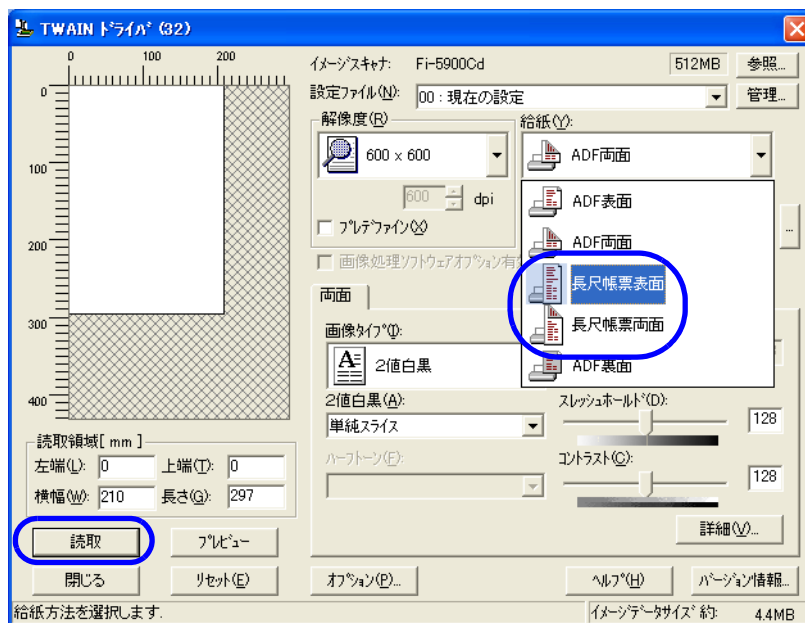 TWAIN ﾄﾞﾗｲﾊﾞ (32)
0 100 200
0
100
200
300
400
イメージスキャナ: Fi-5900Cd 512MB 参照...
設定ファイル(N): 00 : 現在の設定 管理...
解像度(R)
600 × 600
600 dpi
ﾌﾟﾚﾃﾞﾌｧｲﾝ(X)
給紙(Y):
ADF両面
ADF表面
ADF両面
長尺帳票表面
長尺帳票両面
ADF裏面
...
画像処理ソフトウェアオプション有
両面
画像ﾀｲﾌﾟ(I):
2値白黒
2値白黒(A):
単純スライス
ハーフトーン(F):
スレッショールド(D):
128
コントラスト(C):
128
詳細(V)...
読取領域[ mm ]
左端(L): 0 上端(T): 0
横幅(W): 210 長さ(G): 297
読取 ﾌﾟﾚﾋﾞｭｰ
閉じる リセット(E) オプション(P)... ﾍﾙﾌﾟ(H) バージョン情報...
給紙方法を選択します. イメージデータサイズ 約: 4.4MB